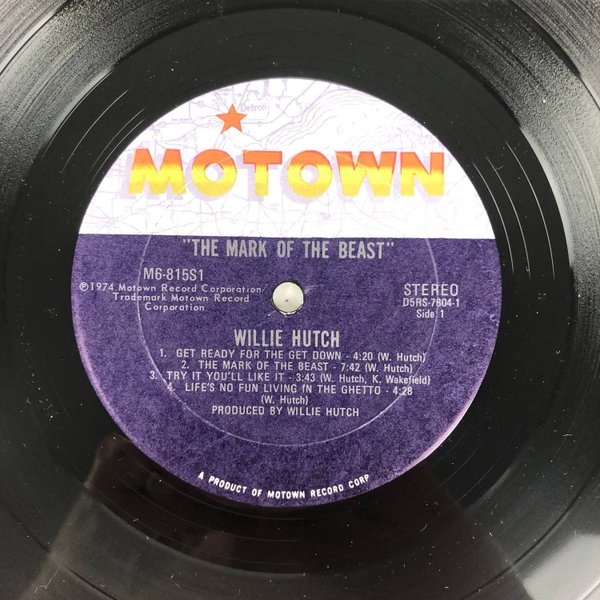 Detroit
MOTOWN
"THE MARK OF THE BEAST"
M6-815S1
℗1974 Motown Record Corporation
Trademark Motown Record
Corporation
STEREO
D5RS-7804-1
Side 1
WILLIE HUTCH
1. GET READY FOR THE GET DOWN - 4:20 (W. Hutch)
2. THE MARK OF THE BEAST - 7:42 (W. Hutch)
3. TRY IT YOU'LL LIKE IT - 3:43 (W. Hutch, K. Wakefield)
4. LIFE'S NO FUN LIVING IN THE GHETTO - 4:28
(W. Hutch)
PRODUCED BY WILLIE HUTCH
A PRODUCT OF MOTOWN RECORD CORP